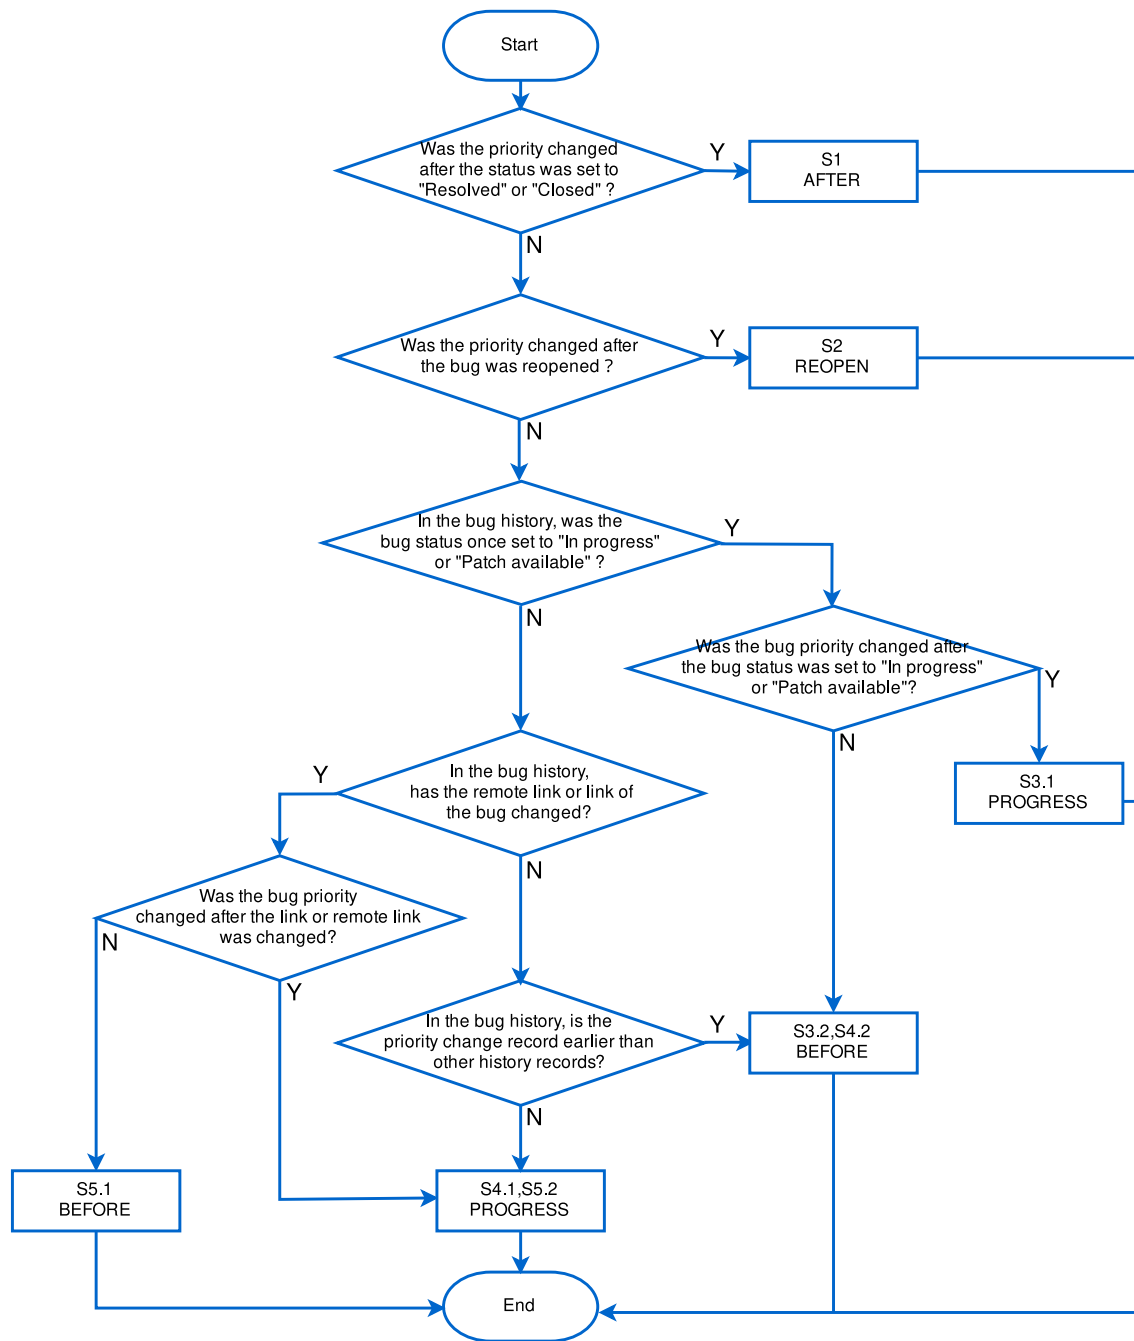 Start
Was the priority changed
after the status was set to
"Resolved" or "Closed" ?
Y
S1
AFTER
N
Was the priority changed after
the bug was reopened ?
Y
S2
REOPEN
N
In the bug history, was the
bug status once set to "In progress"
or "Patch available" ?
Y
N
Was the bug priority changed after
the bug status was set to "In progress"
or "Patch available"?
Y
N
S3.1
PROGRESS
In the bug history,
has the remote link or link of
the bug changed?
Y
N
Was the bug priority
changed after the link or remote link
was changed?
N
Y
In the bug history, is the
priority change record earlier than
other history records?
Y
N
S3.2,S4.2
BEFORE
S5.1
BEFORE
S4.1,S5.2
PROGRESS
End